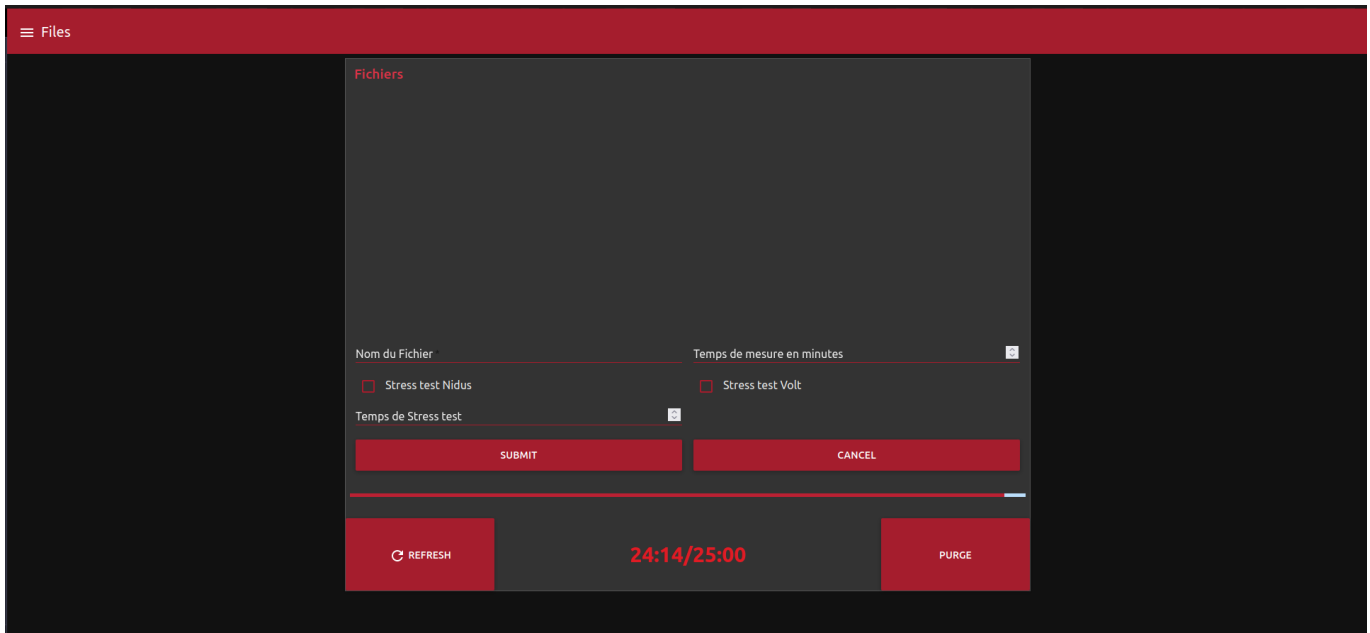 Files
Fichiers
Nom du Fichier*
Temps de mesure en minutes
Stress test Nidus
Stress test Volt
Temps de Stress test
SUBMIT
CANCEL
REFRESH
24:14/25:00
PURGE